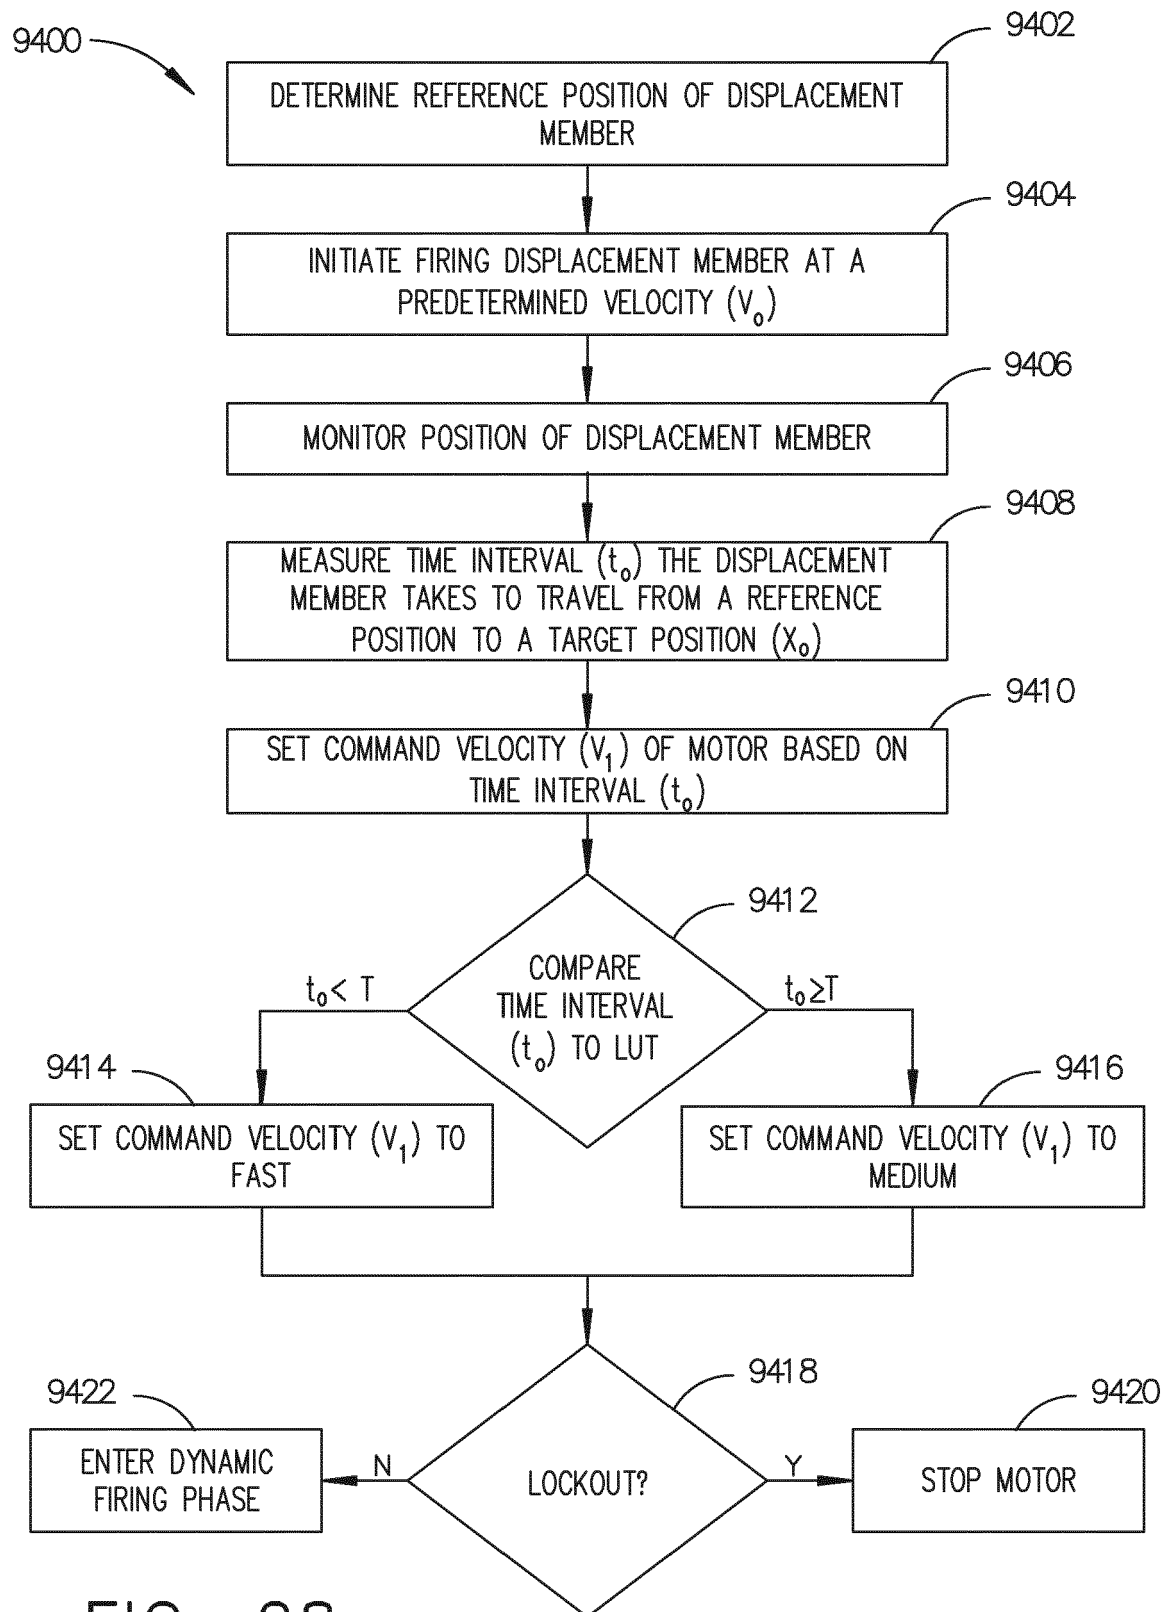 9400
9402
DETERMINE REFERENCE POSITION OF DISPLACEMENT
MEMBER
9404
INITIATE FIRING DISPLACEMENT MEMBER AT A
PREDETERMINED VELOCITY (V₀)
9406
MONITOR POSITION OF DISPLACEMENT MEMBER
9408
MEASURE TIME INTERVAL (t₀) THE DISPLACEMENT
MEMBER TAKES TO TRAVEL FROM A REFERENCE
POSITION TO A TARGET POSITION (X₀)
9410
SET COMMAND VELOCITY (V₁) OF MOTOR BASED ON
TIME INTERVAL (t₀)
9412
COMPARE
TIME INTERVAL
(t₀) TO LUT
t₀< T
t₀≥T
9414
SET COMMAND VELOCITY (V₁) TO
FAST
9416
SET COMMAND VELOCITY (V₁) TO
MEDIUM
9418
LOCKOUT?
N
Y
9422
ENTER DYNAMIC
FIRING PHASE
9420
STOP MOTOR